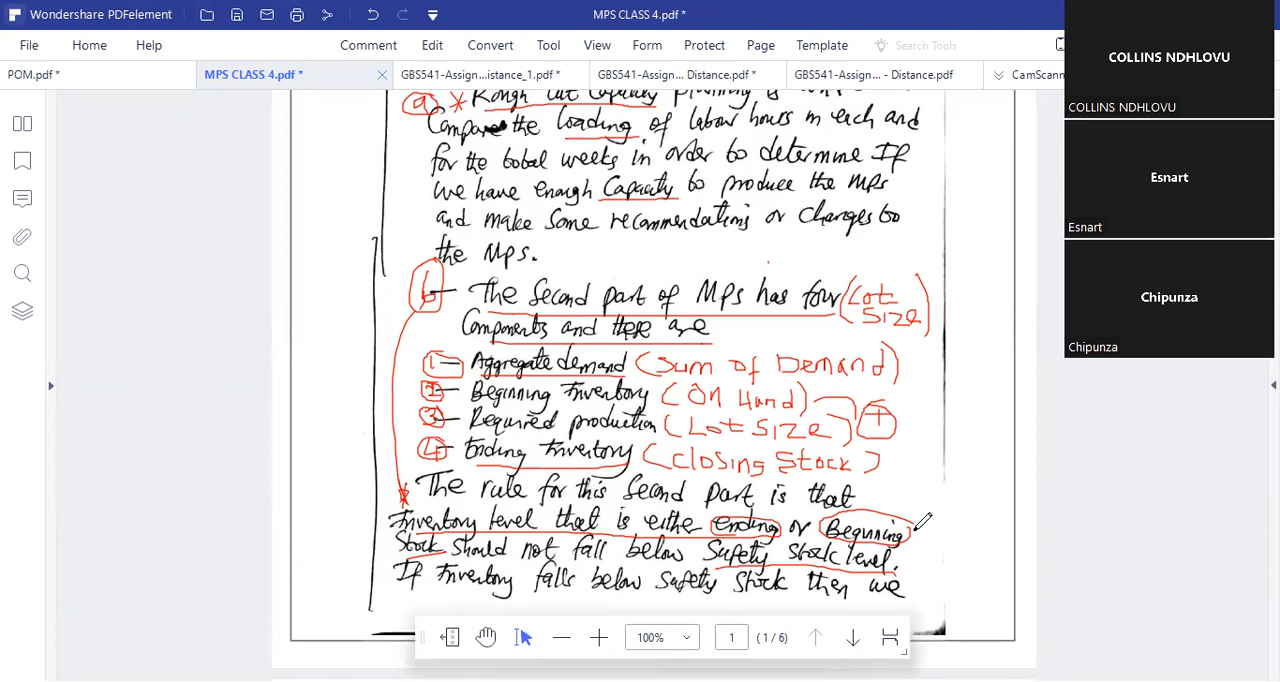 Wondershare PDFelement
MPS CLASS 4.pdf *
File Home Help Comment Edit Convert Tool View Form Protect Page Template Search Tools
POM.pdf * MPS CLASS 4.pdf * GBS541-Assign...istance_1.pdf * GBS541-Assign... Distance.pdf * GBS541-Assign... - Distance.pdf CamScann
COLLINS NDHLOVU
COLLINS NDHLOVU
Esnart
Esnart
Chipunza
Chipunza
a * Rough cut capacity planning is
Compare the loading of labour hours in each and
for the total weeks in order to determine If
we have enough Capacity to produce the MPS
and make some recommendations or changes to
the MPS.
b - The Second part of MPS has four (Lot Size)
Components and these are
1 - Aggregate demand (Sum of Demand)
2 - Beginning Inventory (On Hand)
3 - Required production (Lot Size) +
4 - Ending Inventory (Closing Stock)
* The rule for this Second Part is that
Inventory level that is either ending or Beginning
Stock should not fall below Safety stock level.
If Inventory falls below Safety Stock then we
100% 1 (1 / 6)